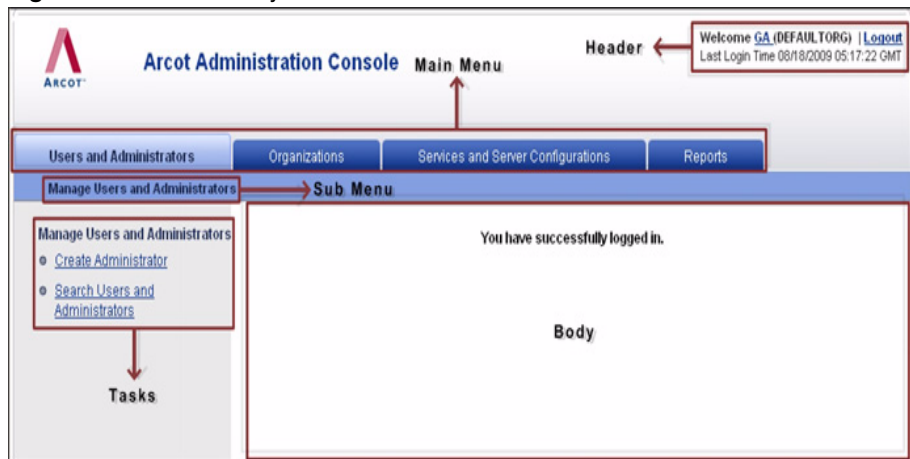 Welcome GA (DEFAULTORG) | Logout
Last Login Time 08/18/2009 05:17:22 GMT
Header
ARCOT
Arcot Administration Console
Main Menu
Users and Administrators
Organizations
Services and Server Configurations
Reports
Manage Users and Administrators
Sub Menu
Manage Users and Administrators
Create Administrator
Search Users and
Administrators
Tasks
You have successfully logged in.
Body